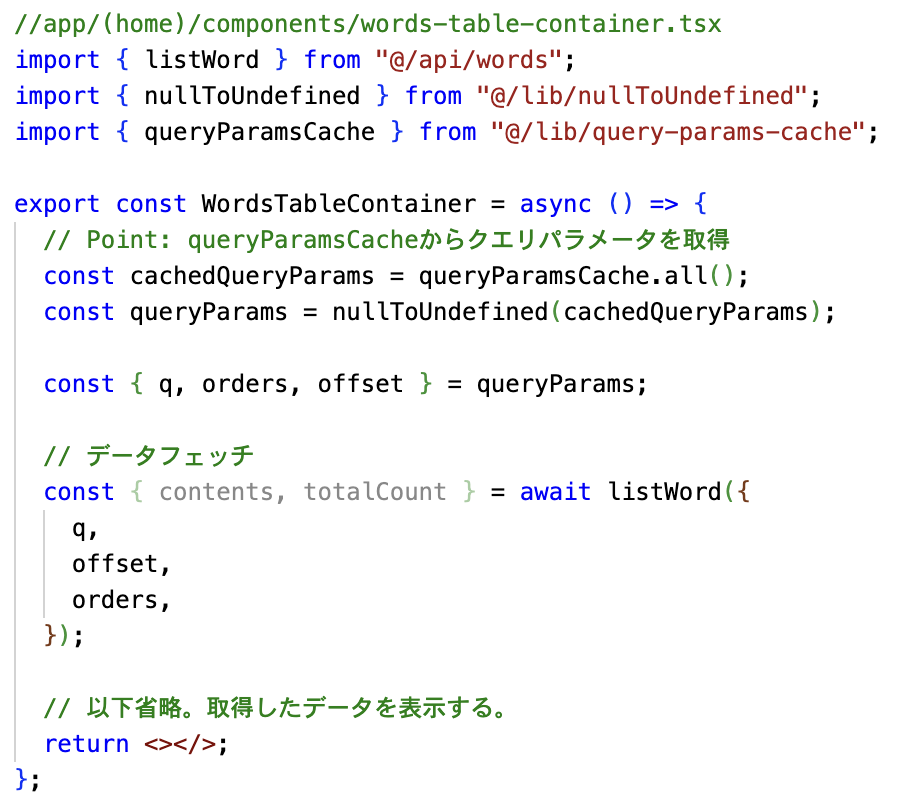 //app/(home)/components/words-table-container.tsx
import { listWord } from "@/api/words";
import { nullToUndefined } from "@/lib/nullToUndefined";
import { queryParamsCache } from "@/lib/query-params-cache";
export const WordsTableContainer = async () => {
// Point: queryParamsCacheからクエリパラメータを取得
const cachedQueryParams = queryParamsCache.all();
const queryParams = nullToUndefined(cachedQueryParams);
const { q, orders, offset } = queryParams;
// データフェッチ
const { contents, totalCount } = await listWord({
q,
offset,
orders,
});
// 以下省略。取得したデータを表示する。
return <></>;
};